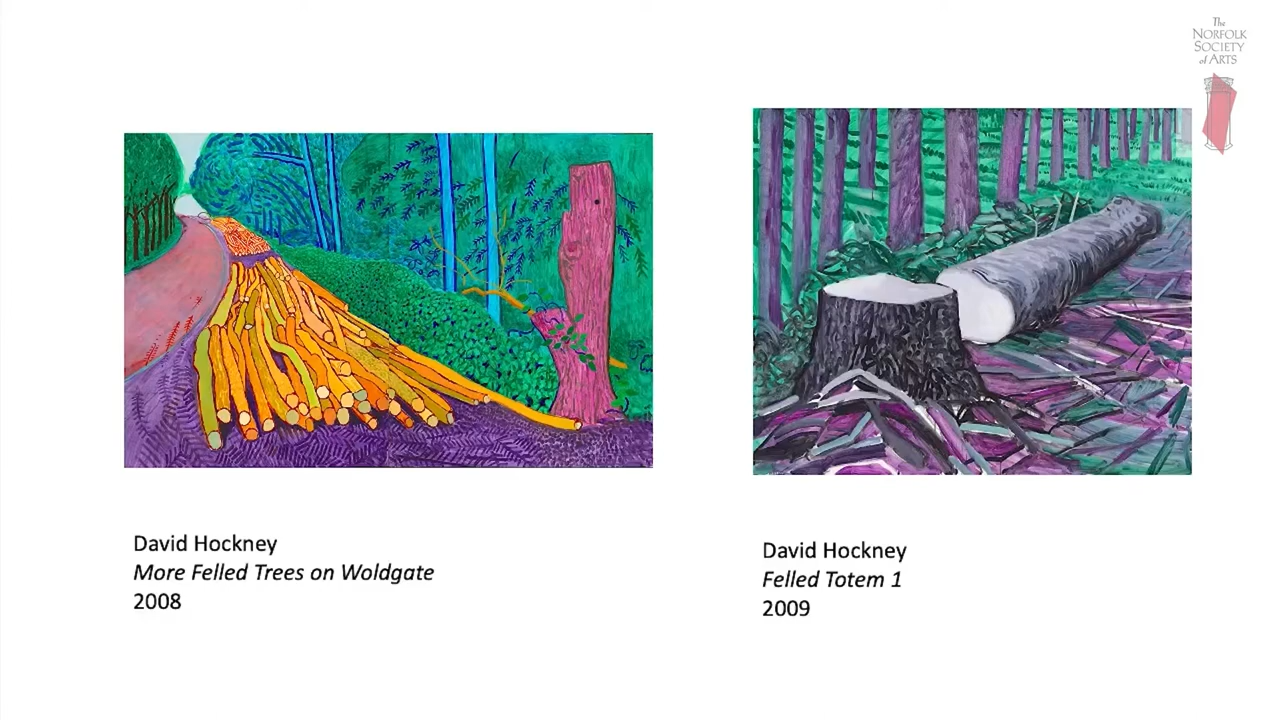 The
NORFOLK
SOCIETY
of ARTS
David Hockney
More Felled Trees on Woldgate
2008
David Hockney
Felled Totem 1
2009